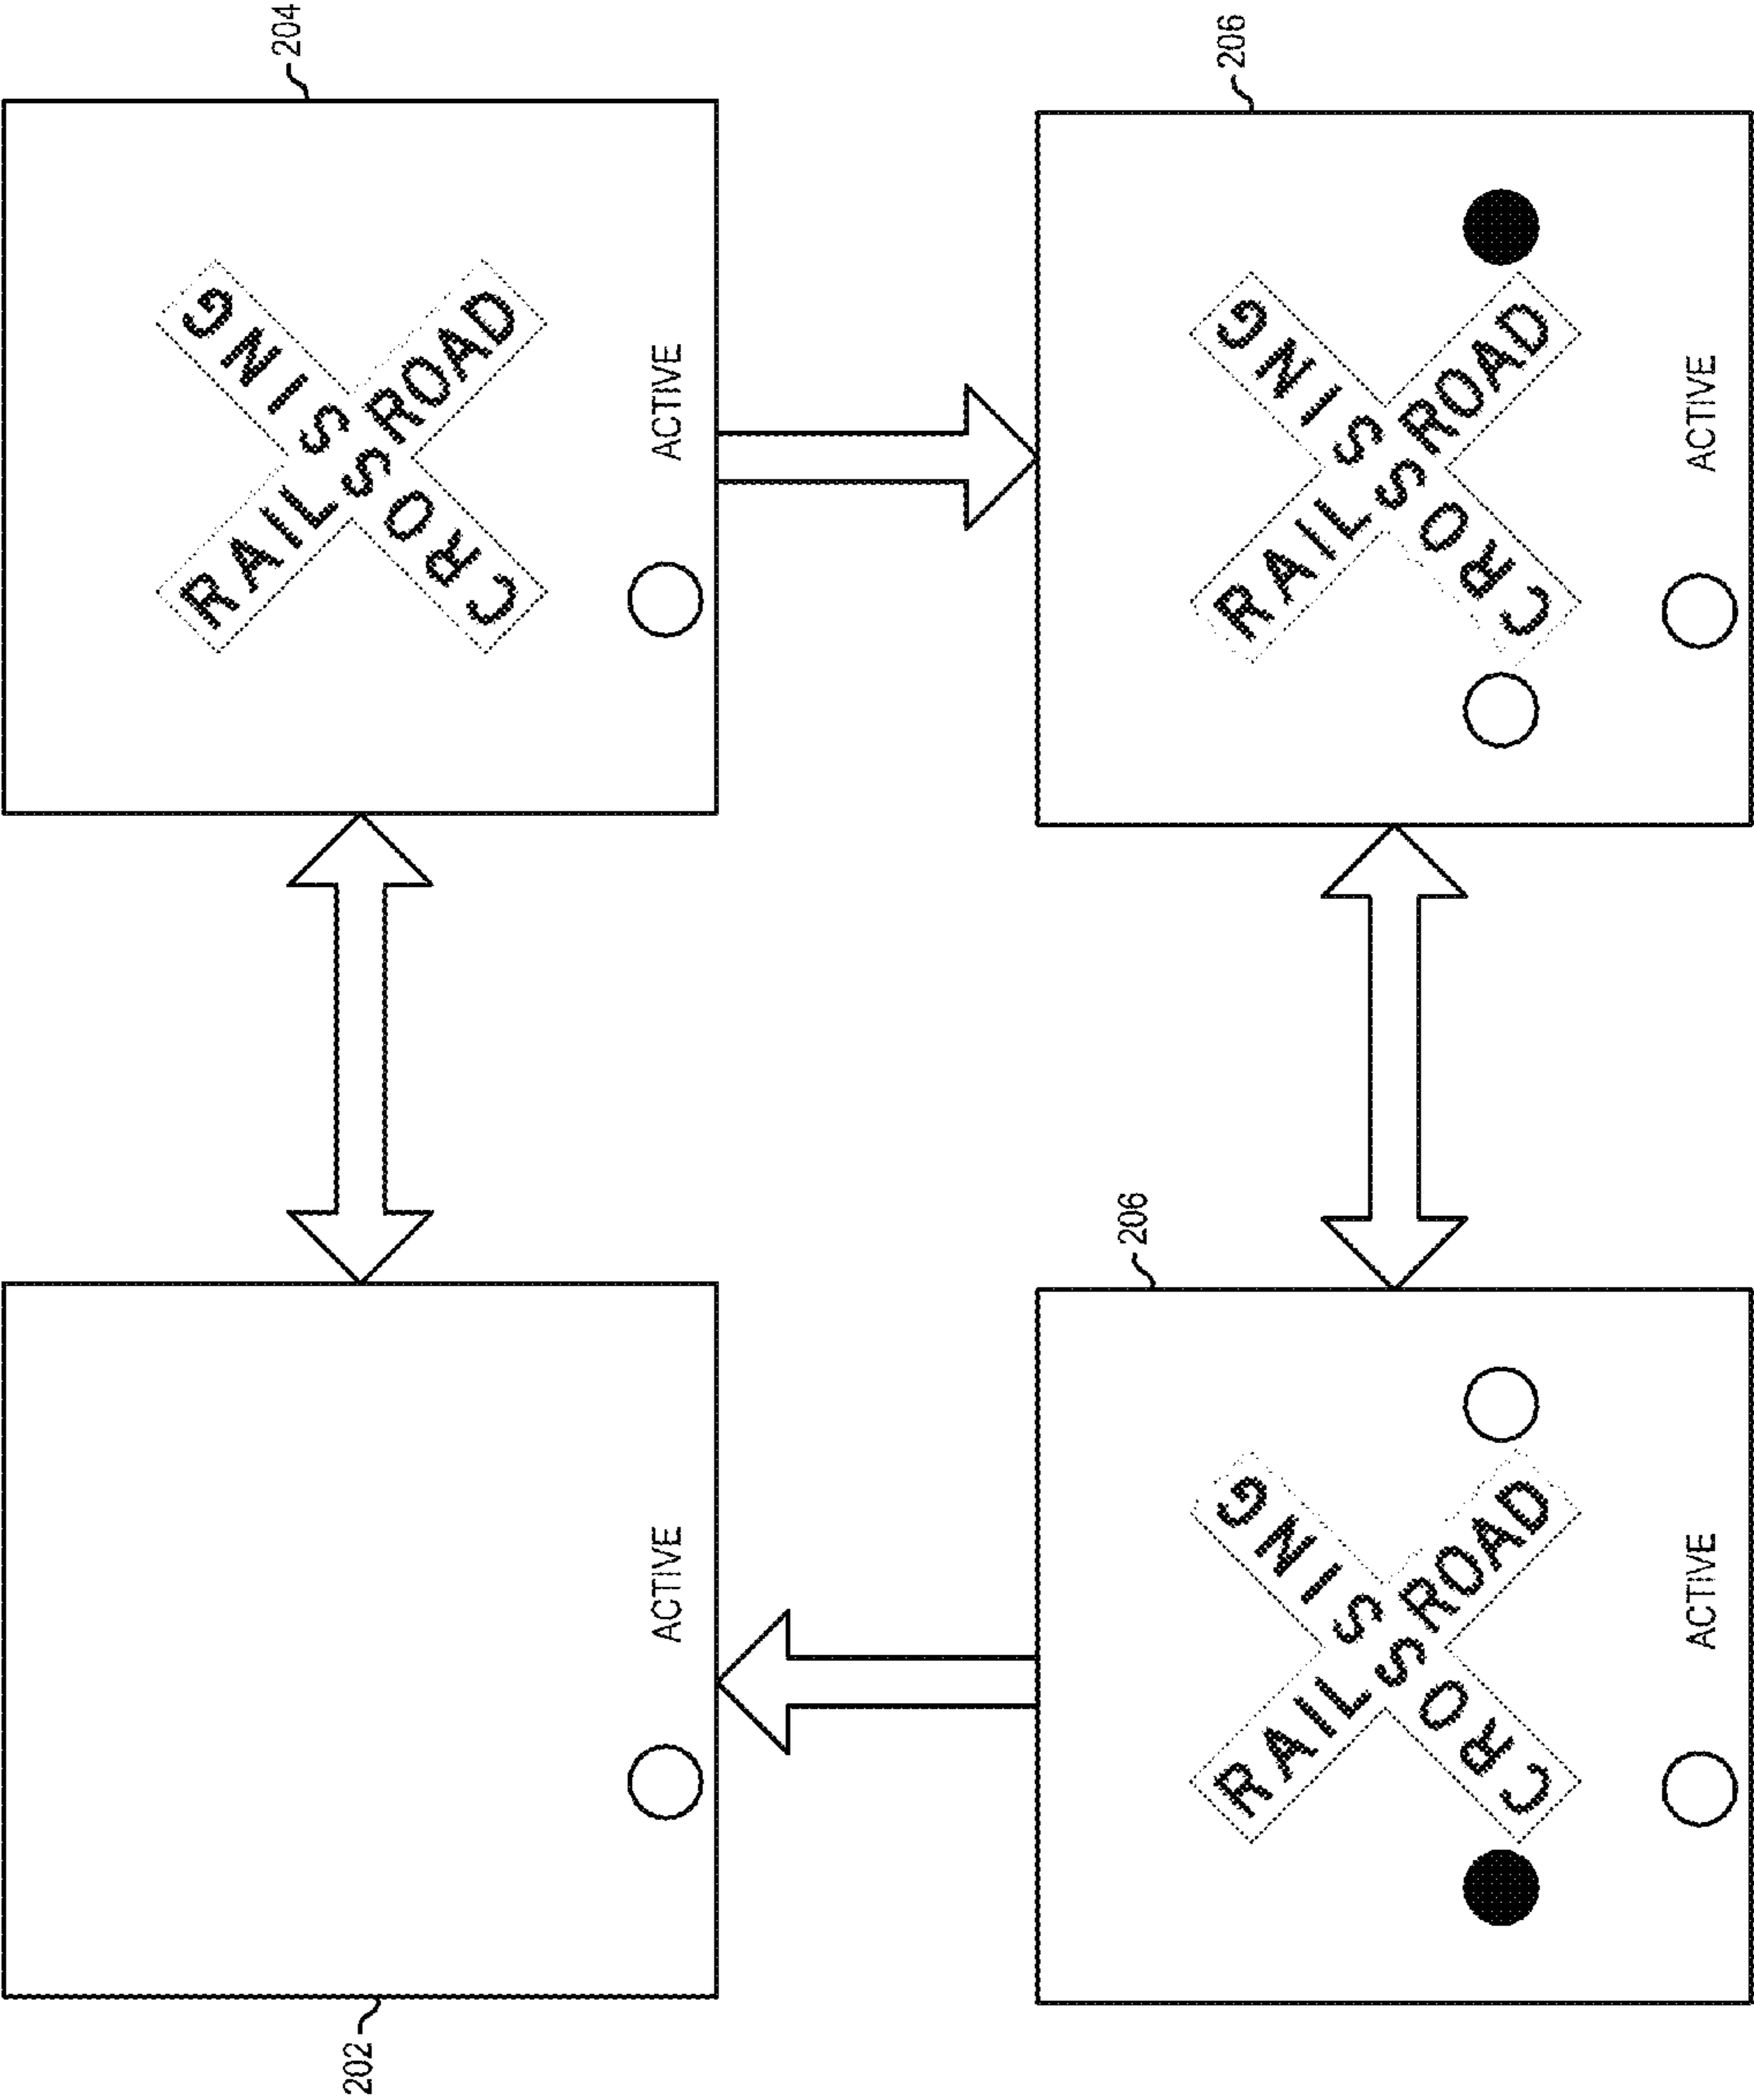 202
ACTIVE
204
RAILROAD
CROSSING
ACTIVE
206
RAILROAD
CROSSING
ACTIVE
206
RAILROAD
CROSSING
ACTIVE